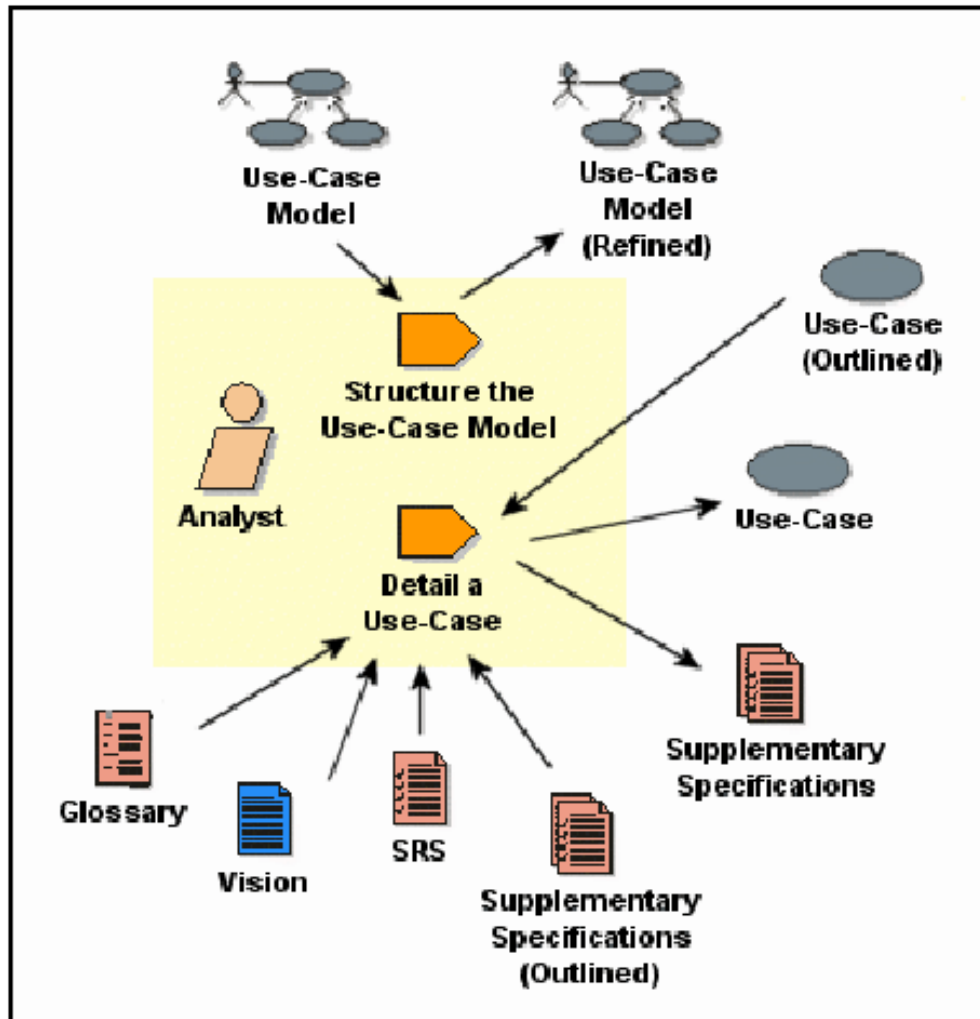 Use-Case
Model
Use-Case
Model
(Refined)
Use-Case
(Outlined)
Structure the
Use-Case Model
Analyst
Use-Case
Detail a
Use-Case
Glossary
Vision
SRS
Supplementary
Specifications
(Outlined)
Supplementary
Specifications